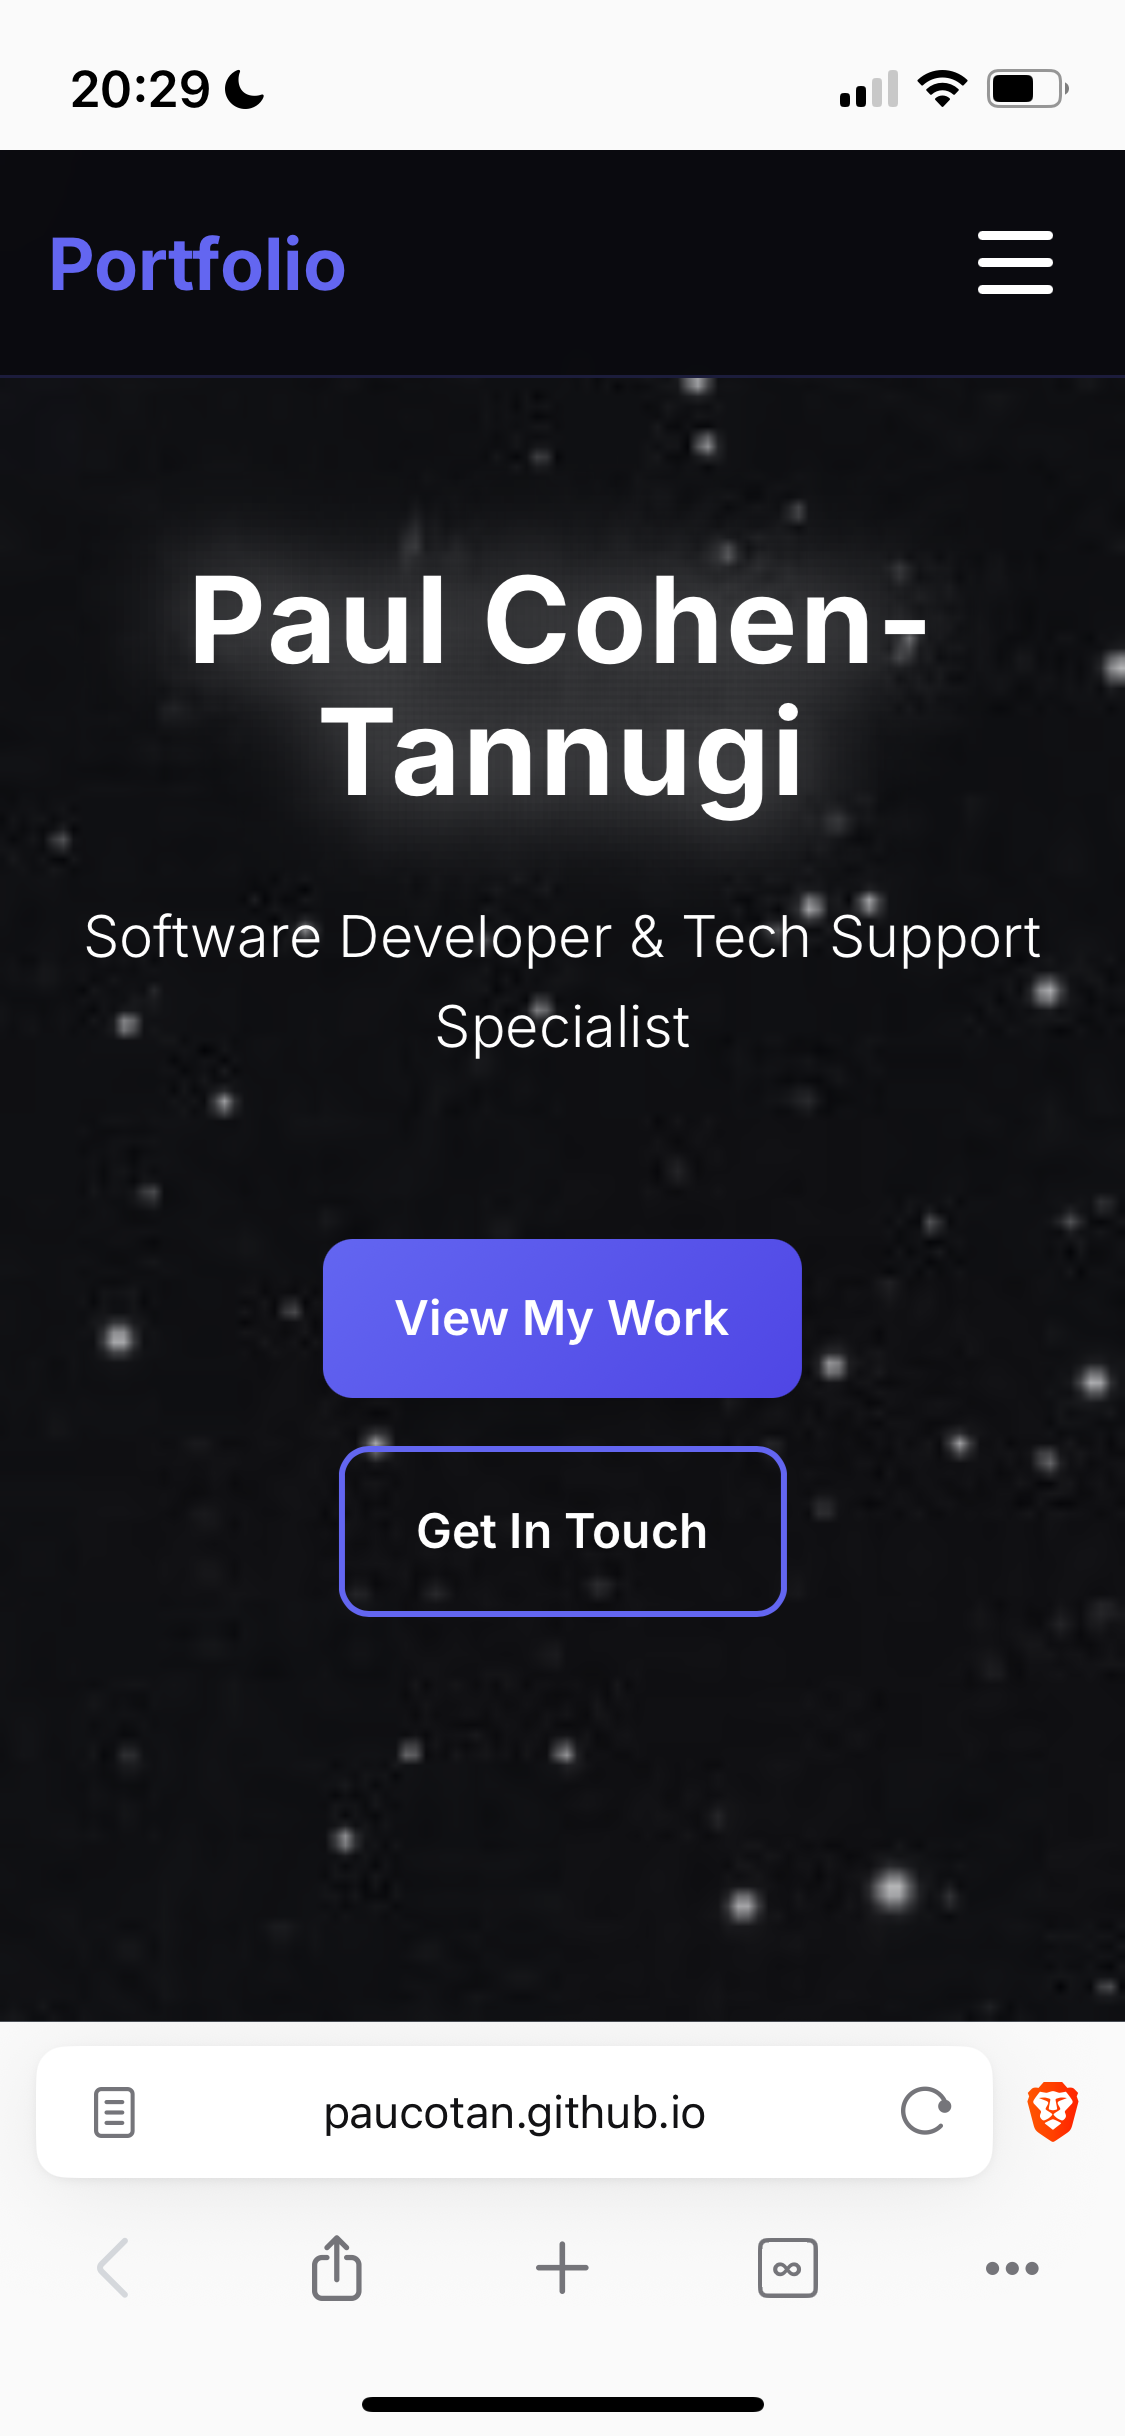 20:29
Portfolio
Paul Cohen-
Tannugi
Software Developer & Tech Support
Specialist
View My Work
Get In Touch
paucotan.github.io